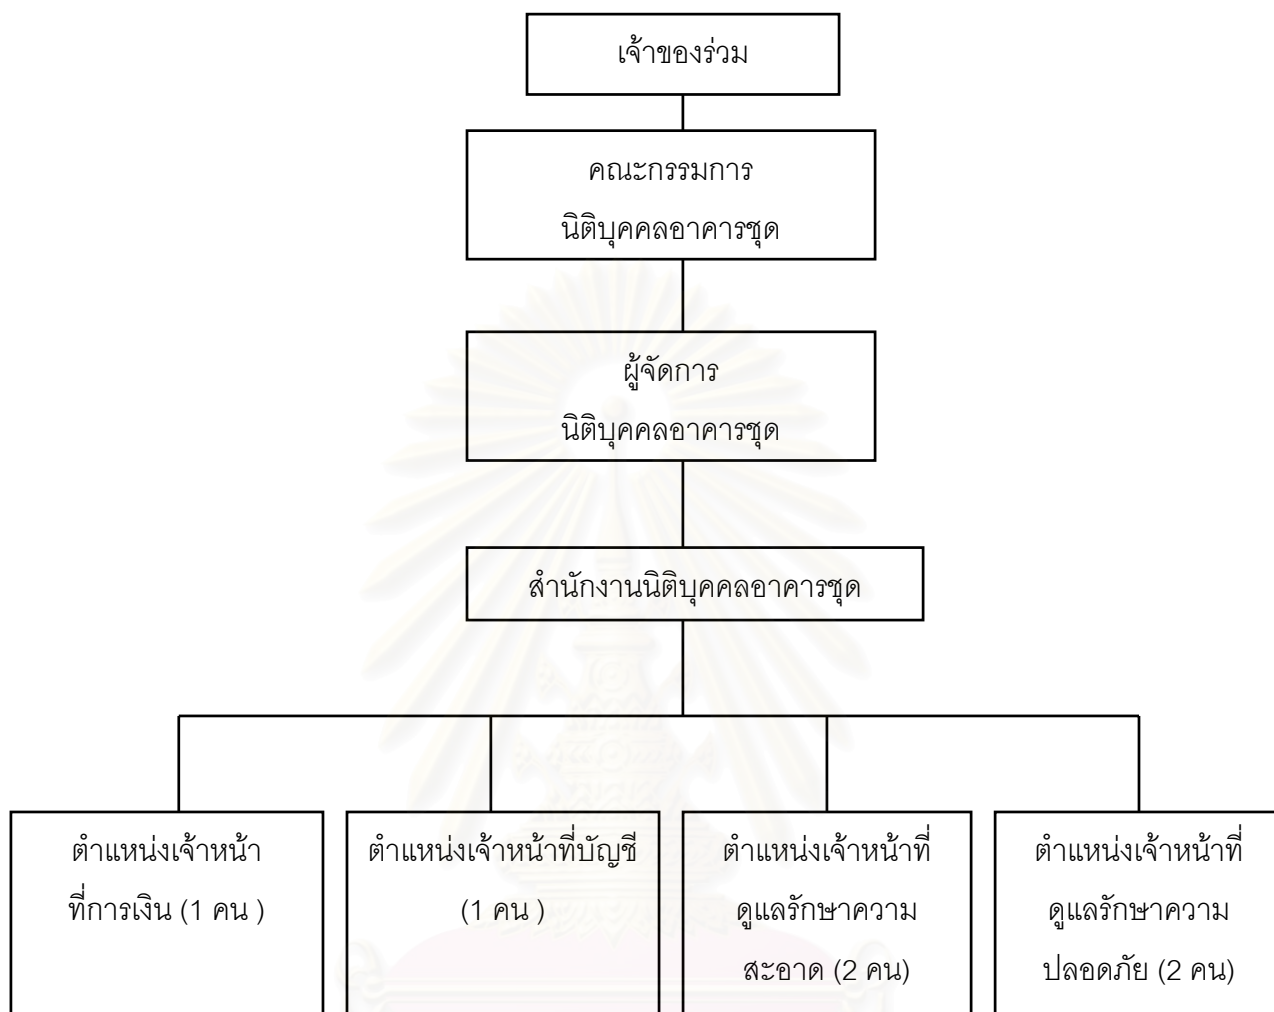 เจ้าของร่วม
คณะกรรมการ
นิติบุคคลอาคารชุด
ผู้จัดการ
นิติบุคคลอาคารชุด
สำนักงานนิติบุคคลอาคารชุด
ตำแหน่งเจ้าหน้า
ที่การเงิน (1 คน )
ตำแหน่งเจ้าหน้าที่บัญชี
(1 คน )
ตำแหน่งเจ้าหน้าที่
ดูแลรักษาความ
สะอาด (2 คน)
ตำแหน่งเจ้าหน้าที่
ดูแลรักษาความ
ปลอดภัย (2 คน)